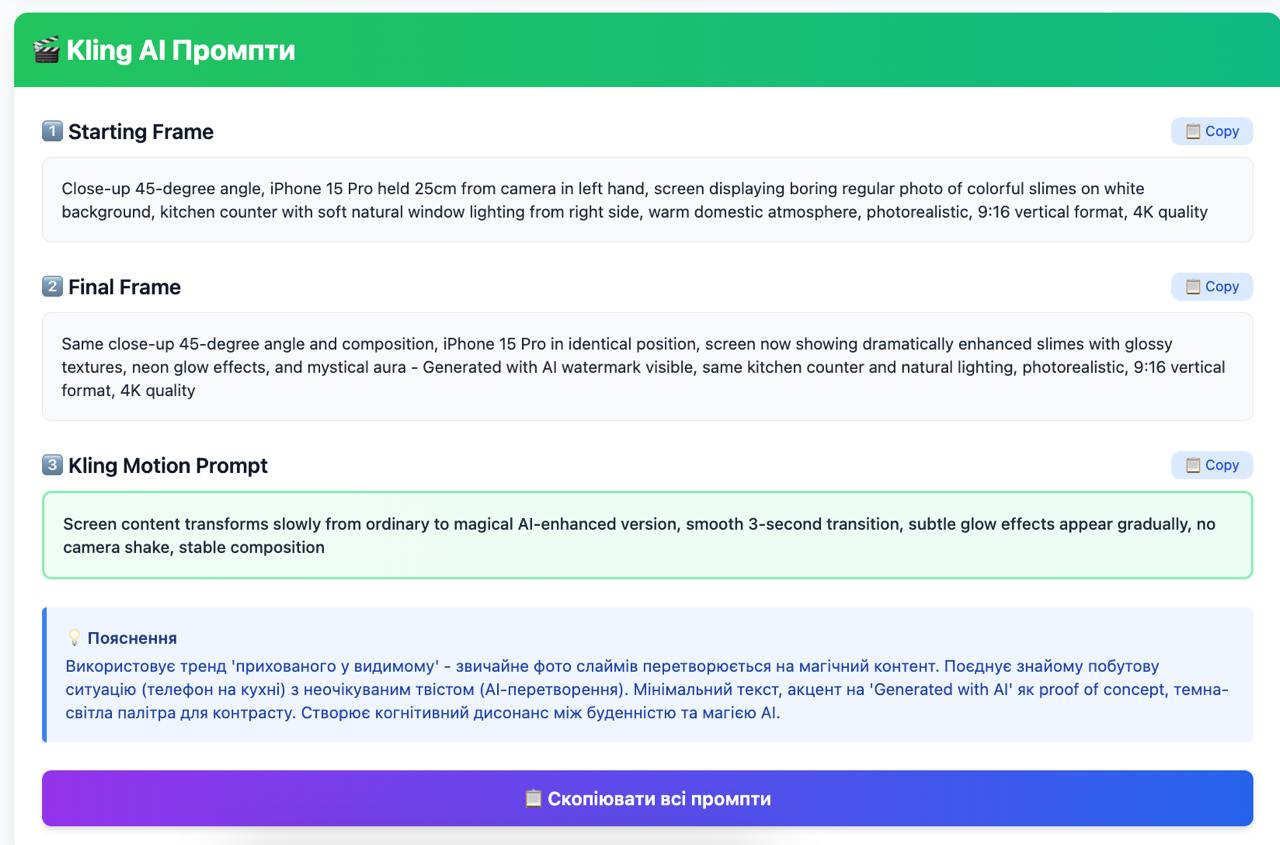 🎬 Kling AI Промпти
1️⃣ Starting Frame
📋 Copy
Close-up 45-degree angle, iPhone 15 Pro held 25cm from camera in left hand, screen displaying boring regular photo of colorful slimes on white
background, kitchen counter with soft natural window lighting from right side, warm domestic atmosphere, photorealistic, 9:16 vertical format, 4K quality
2️⃣ Final Frame
📋 Copy
Same close-up 45-degree angle and composition, iPhone 15 Pro in identical position, screen now showing dramatically enhanced slimes with glossy
textures, neon glow effects, and mystical aura - Generated with AI watermark visible, same kitchen counter and natural lighting, photorealistic, 9:16 vertical
format, 4K quality
3️⃣ Kling Motion Prompt
📋 Copy
Screen content transforms slowly from ordinary to magical AI-enhanced version, smooth 3-second transition, subtle glow effects appear gradually, no
camera shake, stable composition
💡 Пояснення
Використовує тренд 'прихованого у видимому' - звичайне фото слаймів перетворюється на магічний контент. Поєднує знайому побутову
ситуацію (телефон на кухні) з неочікуваним твістом (AI-перетворення). Мінімальний текст, акцент на 'Generated with AI' як proof of concept, темна-
світла палітра для контрасту. Створює когнітивний дисонанс між буденністю та магією AI.
📋 Скопіювати всі промпти